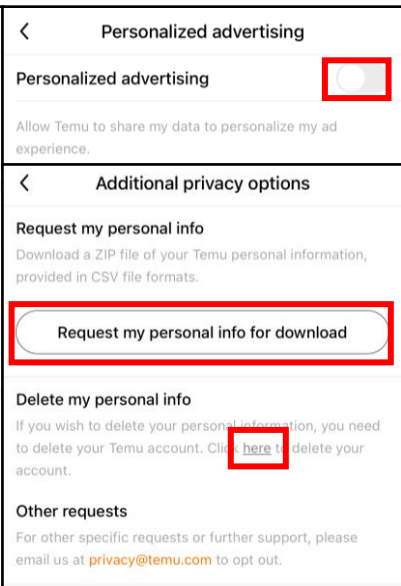 Personalized advertising
Personalized advertising
Allow Temu to share my data to personalize my ad
experience.
Additional privacy options
Request my personal info
Download a ZIP file of your Temu personal information,
provided in CSV file formats.
Request my personal info for download
Delete my personal info
If you wish to delete your personal information, you need
to delete your Temu account. Click here to delete your
account.
Other requests
For other specific requests or further support, please
email us at privacy@temu.com to opt out.